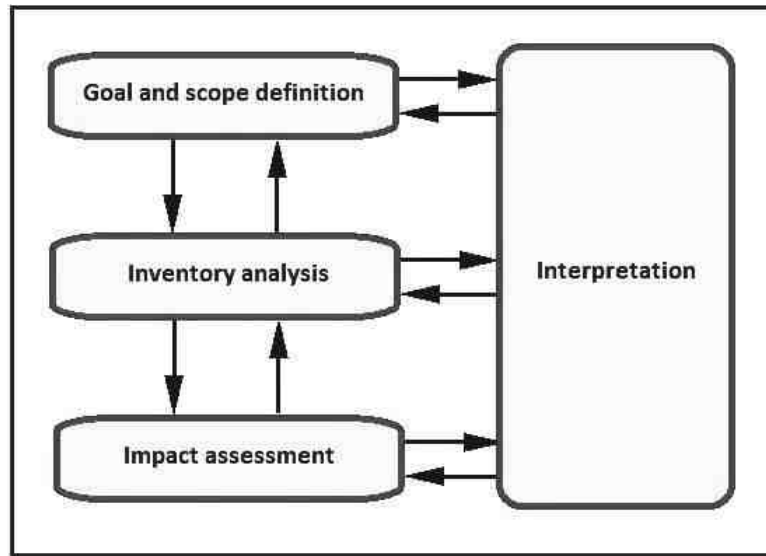 Goal and scope definition
Inventory analysis
Interpretation
Impact assessment